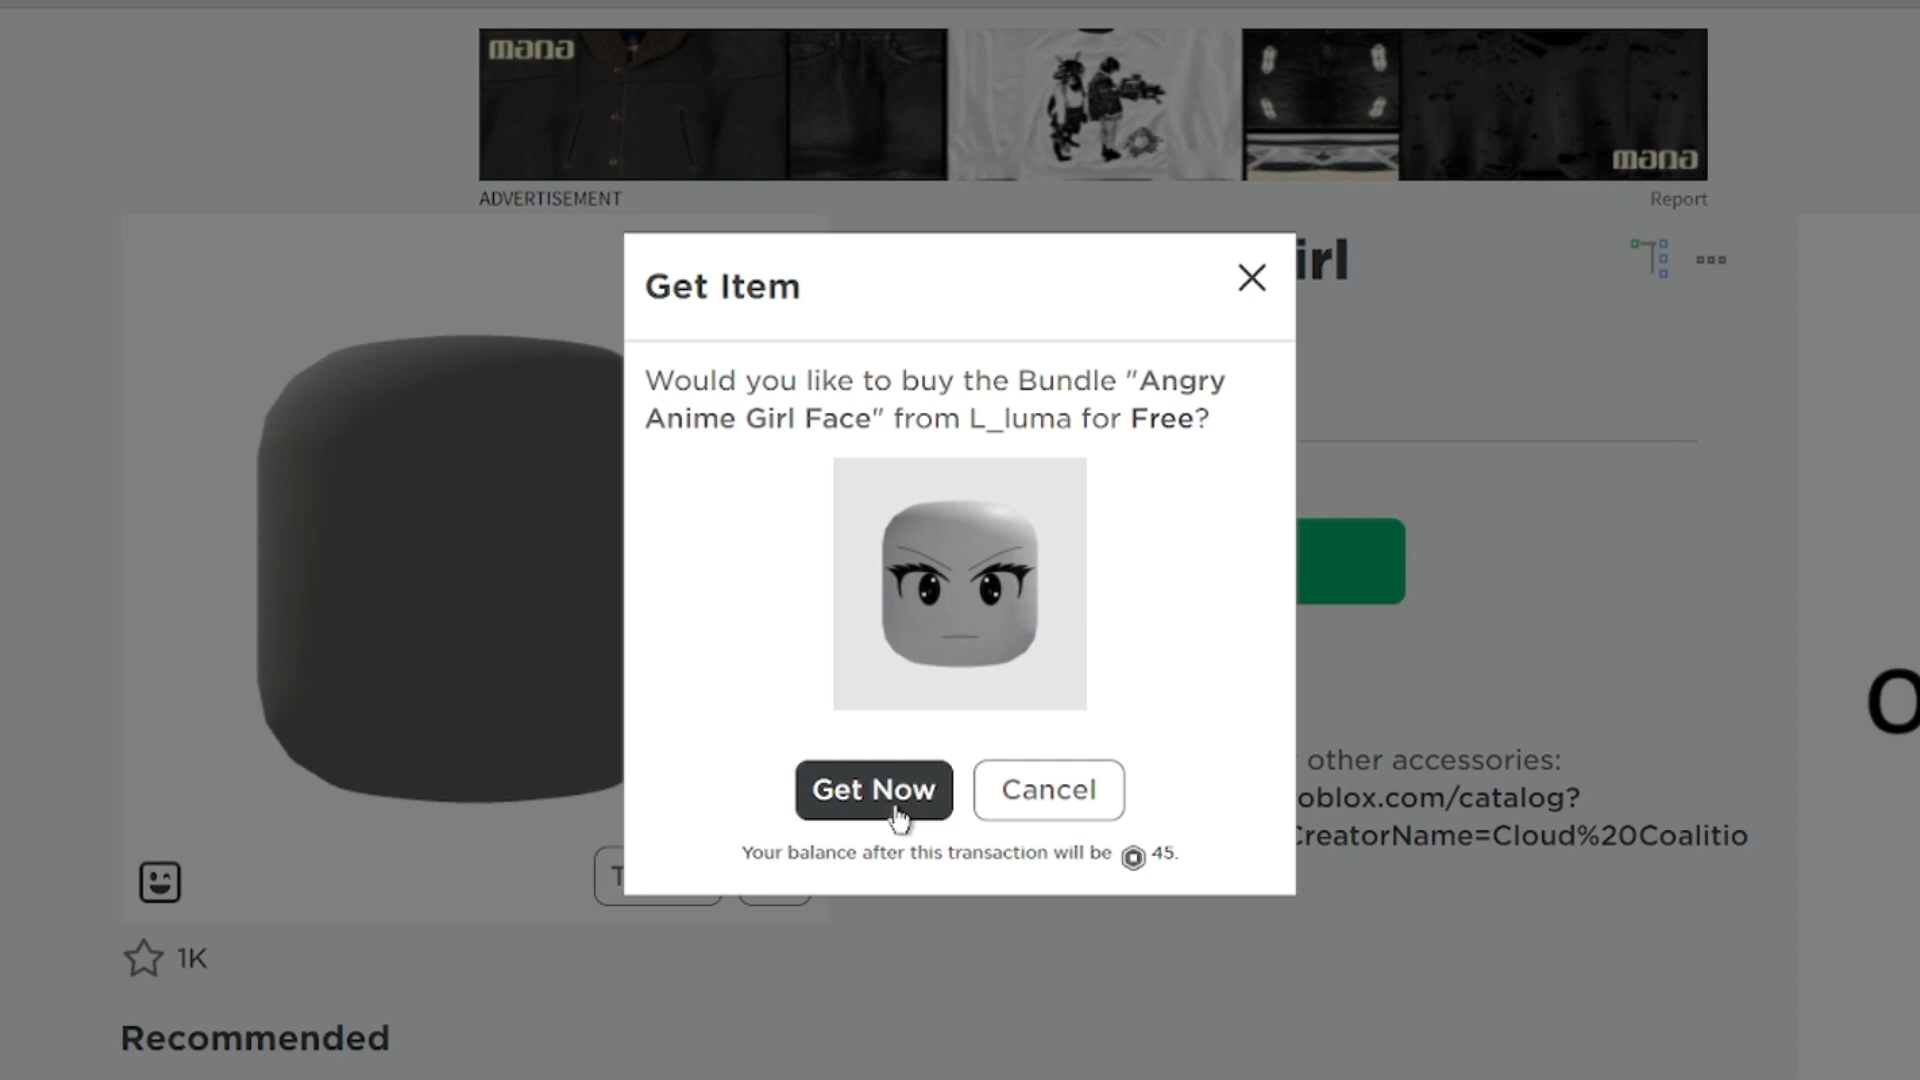 mana
mana
ADVERTISEMENT
Report
irl
Get Item
Would you like to buy the Bundle "Angry
Anime Girl Face" from L_luma for Free?
Get Now
Cancel
Your balance after this transaction will be 45.
other accessories:
oblox.com/catalog?
CreatorName=Cloud%20Coalitio
T
1K
Recommended
O